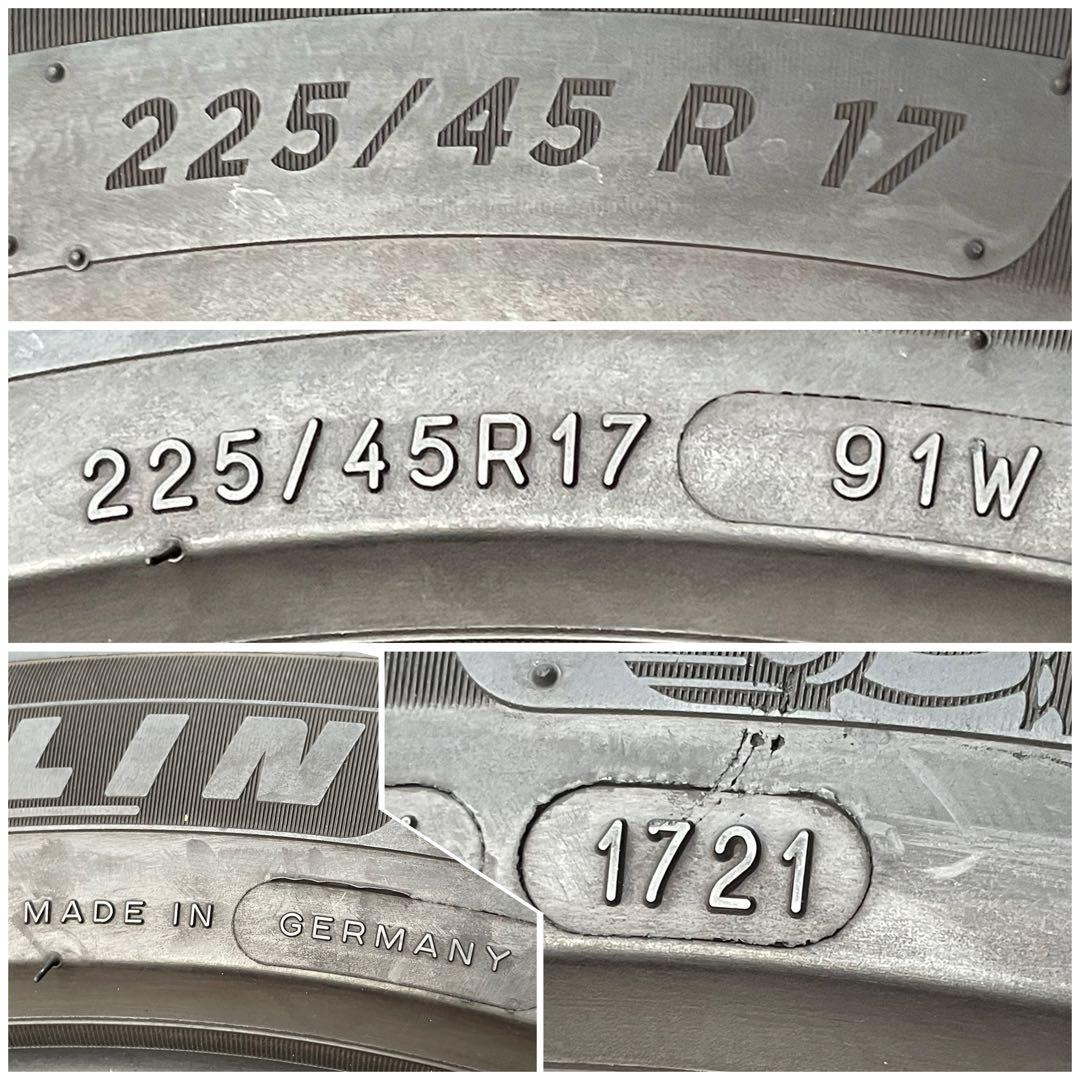 225/45 R 17
225/45R17 91W
LIN
MADE IN GERMANY
1721